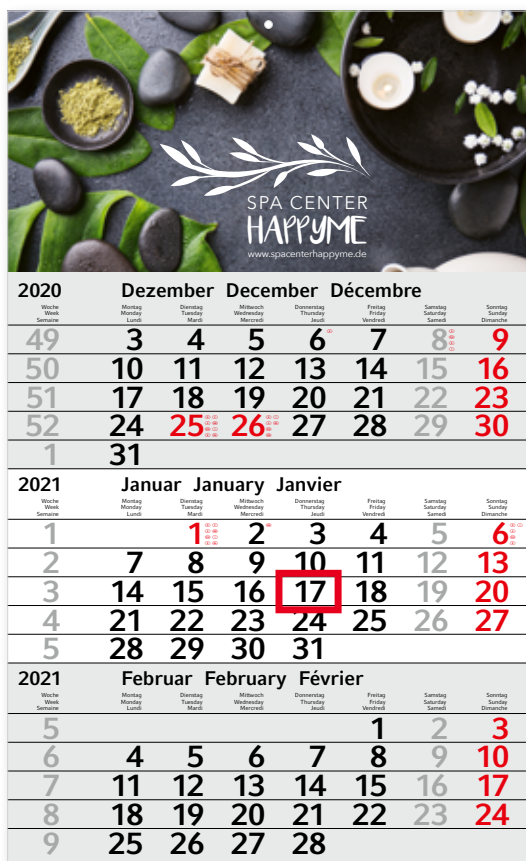 SPA CENTER
HAPPYME
www.spacenterhappyme.de
2020 Dezember December Décembre
Woche Montag Dienstag Mittwoch Donnerstag Freitag Samstag Sonntag
Week Monday Tuesday Wednesday Thursday Friday Saturday Sunday
Semaine Lundi Mardi Mercredi Jeudi Vendredi Samedi Dimanche
49 3 4 5 6 7 8 9
50 10 11 12 13 14 15 16
51 17 18 19 20 21 22 23
52 24 25 26 27 28 29 30
1 31
2021 Januar January Janvier
Woche Montag Dienstag Mittwoch Donnerstag Freitag Samstag Sonntag
Week Monday Tuesday Wednesday Thursday Friday Saturday Sunday
Semaine Lundi Mardi Mercredi Jeudi Vendredi Samedi Dimanche
1 1 2 3 4 5 6
2 7 8 9 10 11 12 13
3 14 15 16 17 18 19 20
4 21 22 23 24 25 26 27
5 28 29 30 31
2021 Februar February Février
Woche Montag Dienstag Mittwoch Donnerstag Freitag Samstag Sonntag
Week Monday Tuesday Wednesday Thursday Friday Saturday Sunday
Semaine Lundi Mardi Mercredi Jeudi Vendredi Samedi Dimanche
5 1 2 3
6 4 5 6 7 8 9 10
7 11 12 13 14 15 16 17
8 18 19 20 21 22 23 24
9 25 26 27 28